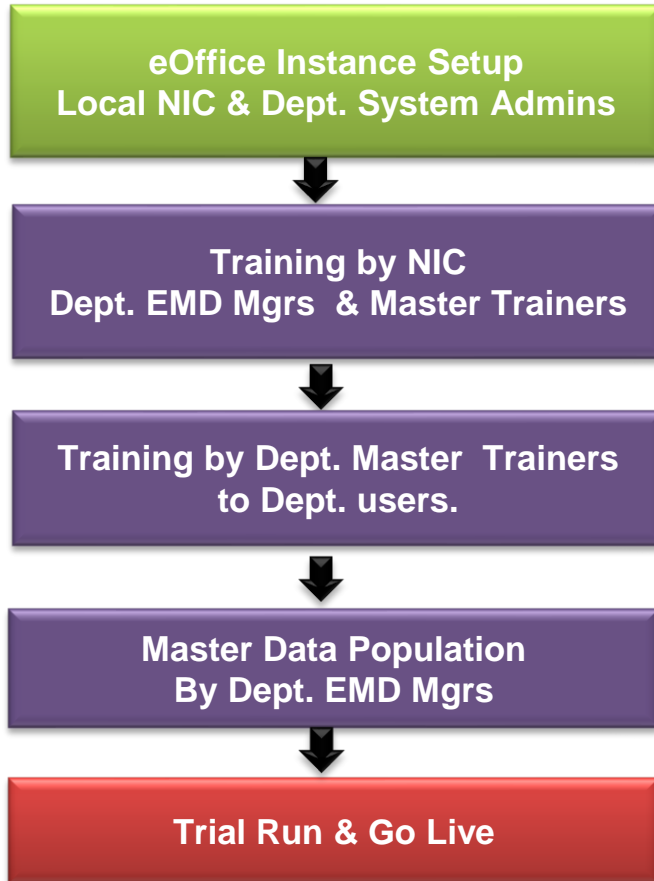 eOffice Instance Setup
Local NIC & Dept. System Admins
Training by NIC
Dept. EMD Mgrs & Master Trainers
Training by Dept. Master Trainers
to Dept. users.
Master Data Population
By Dept. EMD Mgrs
Trial Run & Go Live